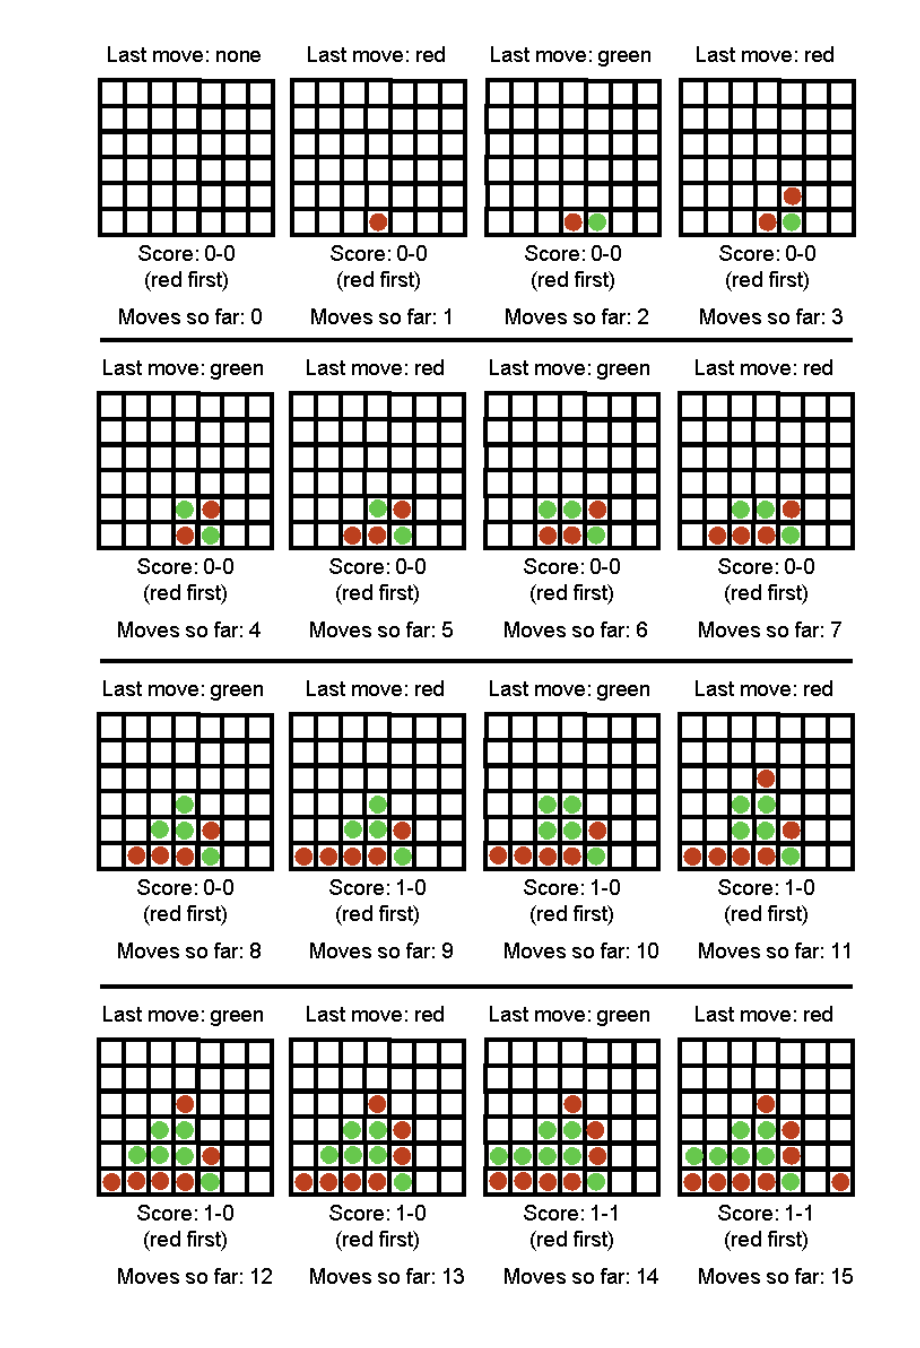 Last move: none Last move: red Last move: green Last move: red
Score: 0-0 Score: 0-0 Score: 0-0 Score: 0-0
(red first) (red first) (red first) (red first)
Moves so far: 0 Moves so far: 1 Moves so far: 2 Moves so far: 3
Last move: green Last move: red Last move: green Last move: red
Score: 0-0 Score: 0-0 Score: 0-0 Score: 0-0
(red first) (red first) (red first) (red first)
Moves so far: 4 Moves so far: 5 Moves so far: 6 Moves so far: 7
Last move: green Last move: red Last move: green Last move: red
Score: 0-0 Score: 1-0 Score: 1-0 Score: 1-0
(red first) (red first) (red first) (red first)
Moves so far: 8 Moves so far: 9 Moves so far: 10 Moves so far: 11
Last move: green Last move: red Last move: green Last move: red
Score: 1-0 Score: 1-0 Score: 1-1 Score: 1-1
(red first) (red first) (red first) (red first)
Moves so far: 12 Moves so far: 13 Moves so far: 14 Moves so far: 15